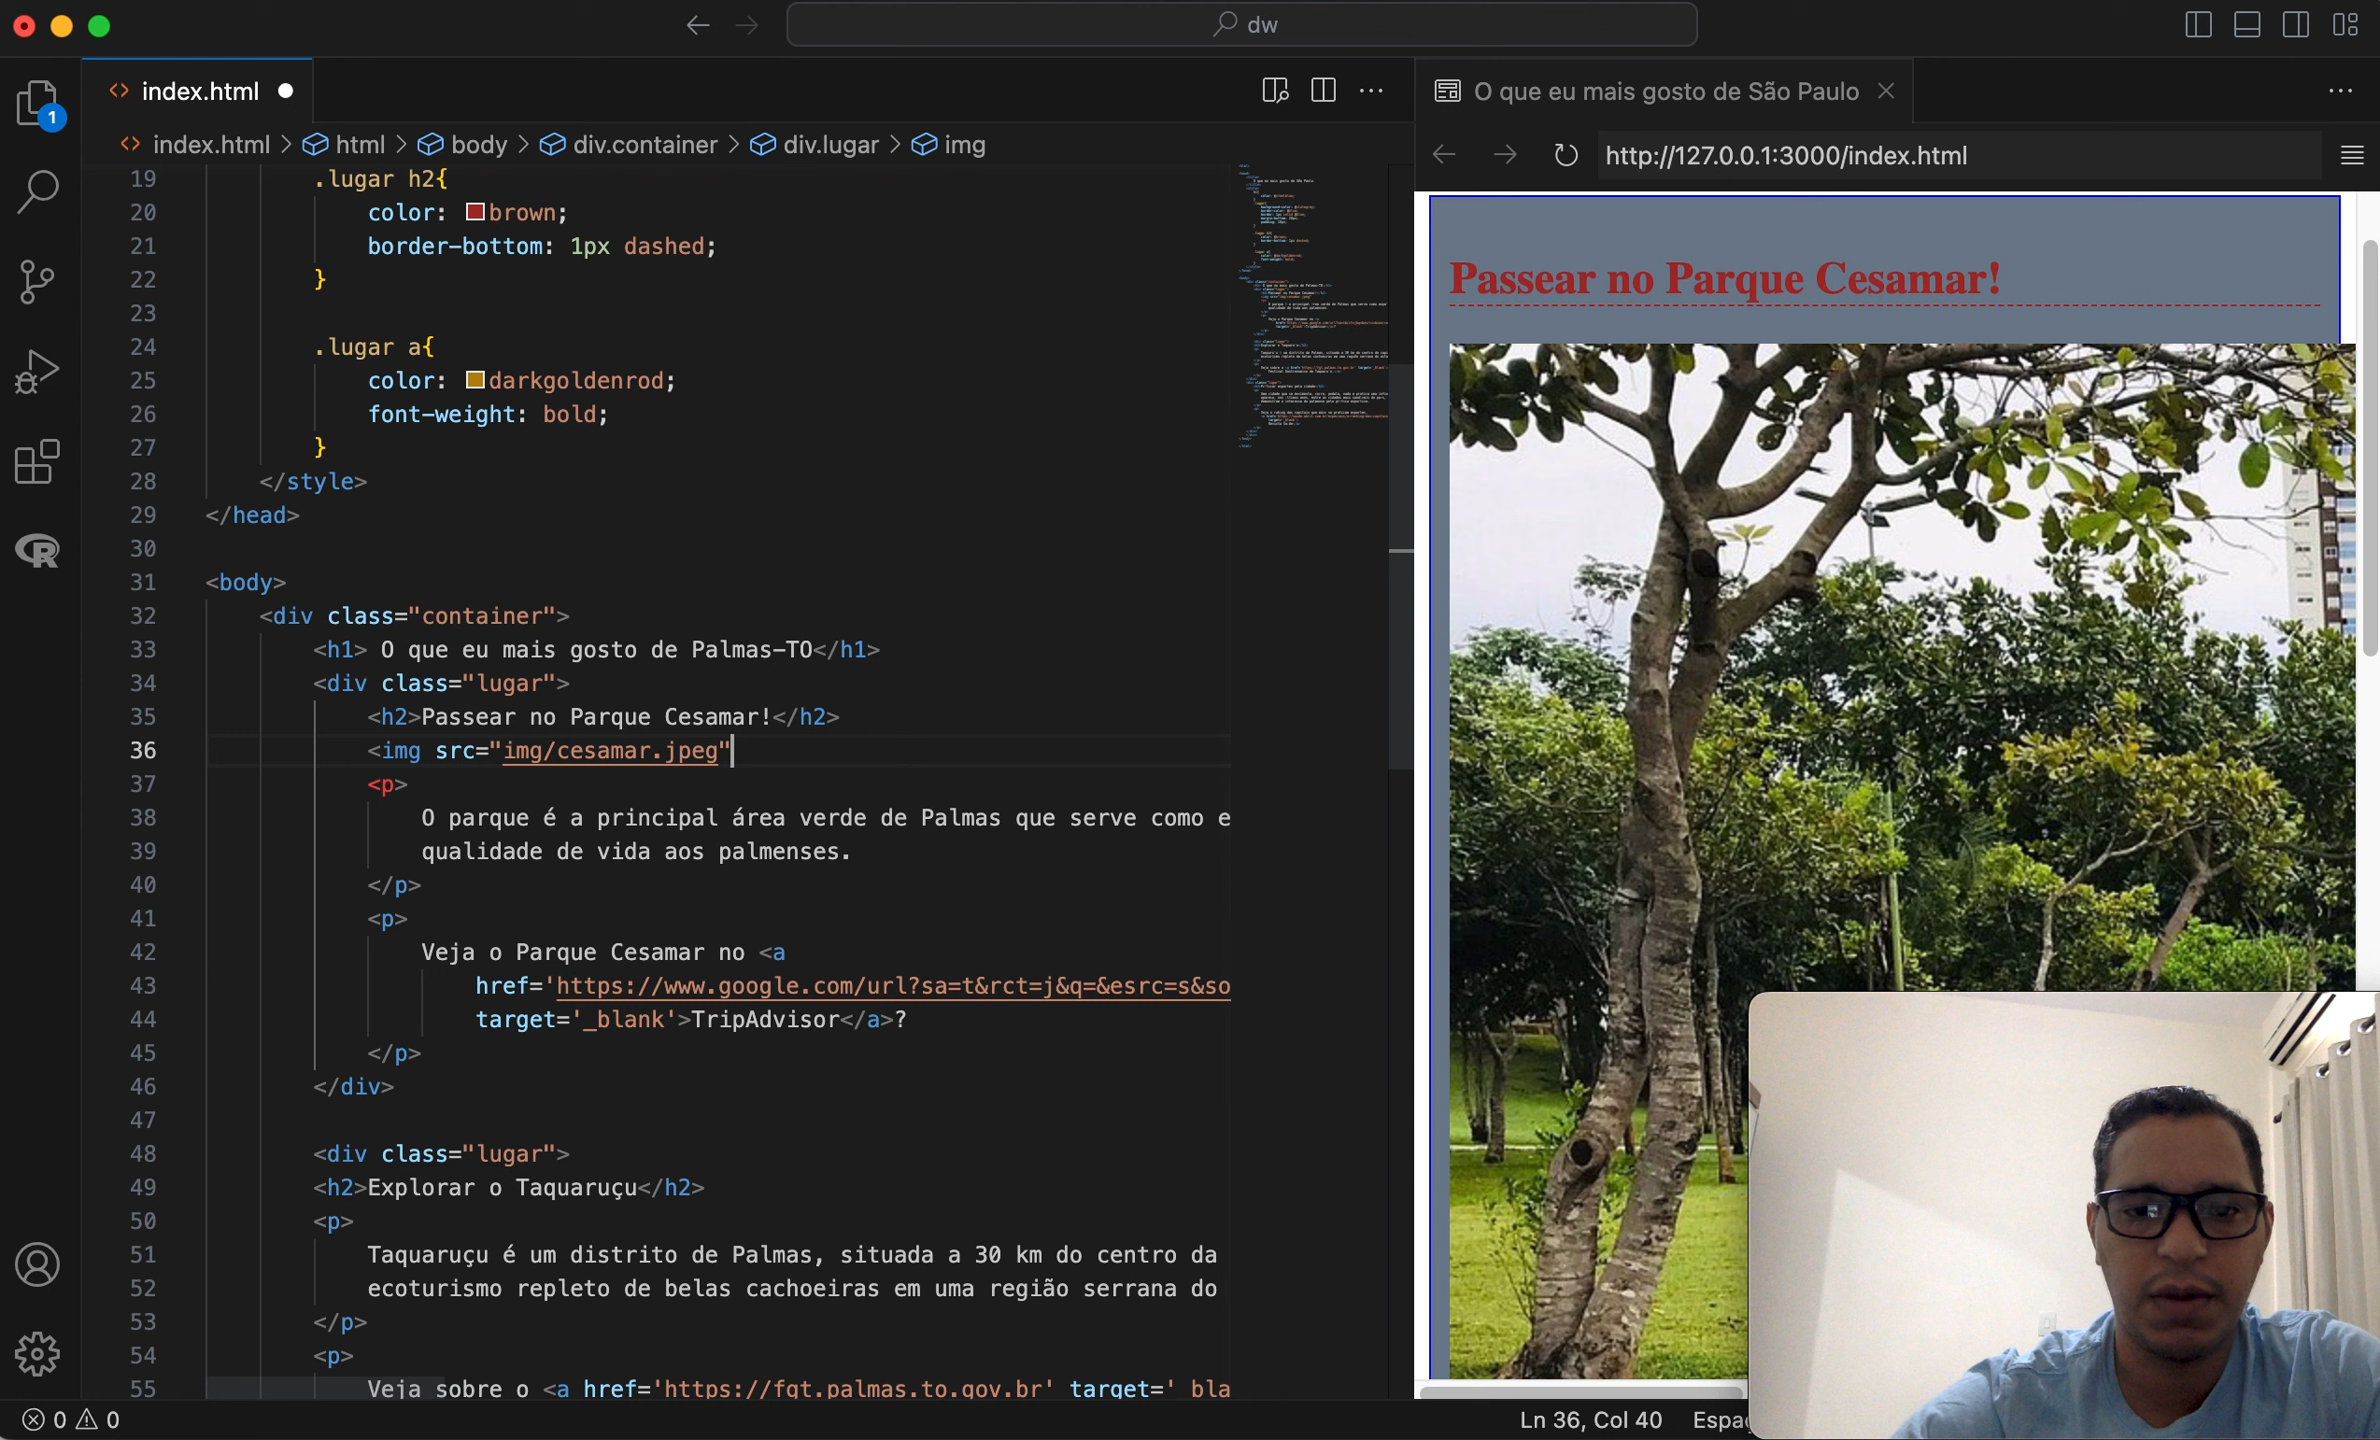 dw
index.html
O que eu mais gosto de São Paulo
1
index.html > html > body > div.container > div.lugar > img
http://127.0.0.1:3000/index.html
19 .lugar h2{
20 color: brown;
21 border-bottom: 1px dashed;
22 }
23
24 .lugar a{
25 color: darkgoldenrod;
26 font-weight: bold;
27 }
28 </style>
29 </head>
30
31 <body>
32 <div class="container">
33 <h1> O que eu mais gosto de Palmas-TO</h1>
34 <div class="lugar">
35 <h2>Passear no Parque Cesamar!</h2>
36 <img src="img/cesamar.jpeg"
37 <p>
38 O parque é a principal área verde de Palmas que serve como e
39 qualidade de vida aos palmenses.
40 </p>
41 <p>
42 Veja o Parque Cesamar no <a
43 href='https://www.google.com/url?sa=t&rct=j&q=&esrc=s&so
44 target='_blank'>TripAdvisor</a>?
45 </p>
46 </div>
47
48 <div class="lugar">
49 <h2>Explorar o Taquaruçu</h2>
50 <p>
51 Taquaruçu é um distrito de Palmas, situada a 30 km do centro da
52 ecoturismo repleto de belas cachoeiras em uma região serrana do
53 </p>
54 <p>
55 Veja sobre o <a href='https://fgt.palmas.to.gov.br' target='_bla
Passear no Parque Cesamar!
0 0
Ln 36, Col 40 Espaç